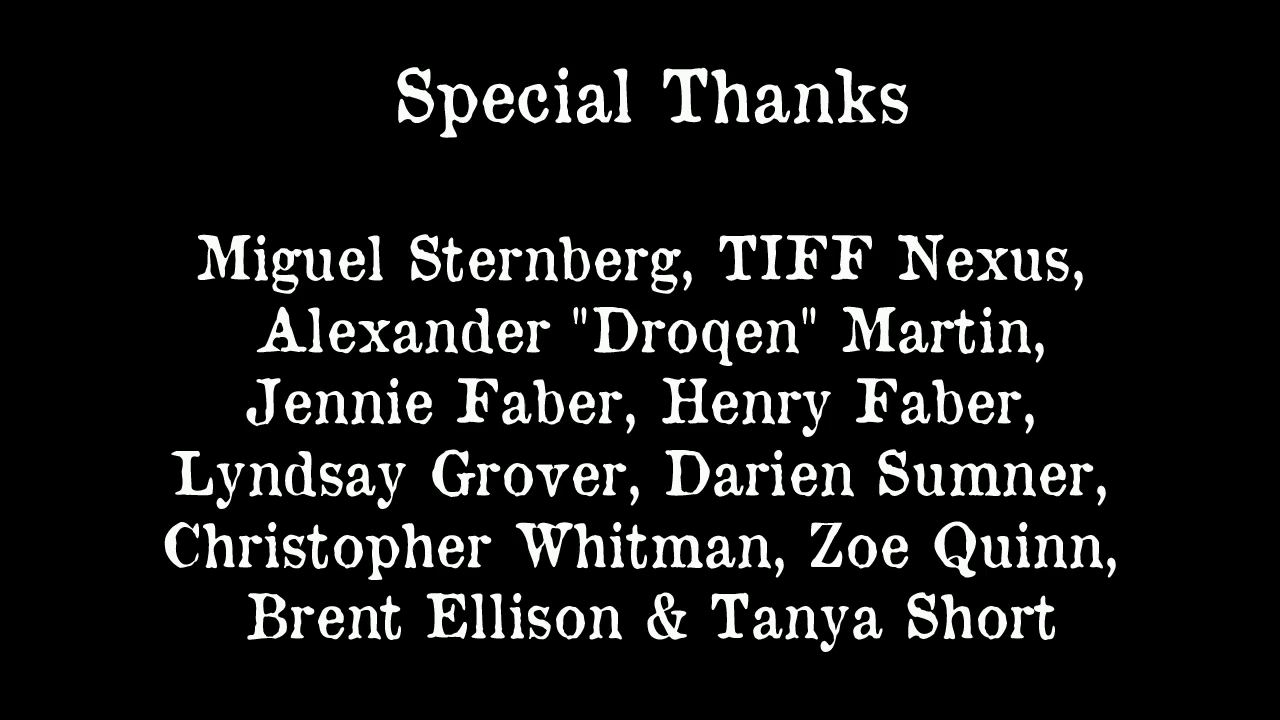 Special Thanks
Miguel Sternberg, TIFF Nexus,
Alexander "Droqen" Martin,
Jennie Faber, Henry Faber,
Lyndsay Grover, Darien Sumner,
Christopher Whitman, Zoe Quinn,
Brent Ellison & Tanya Short